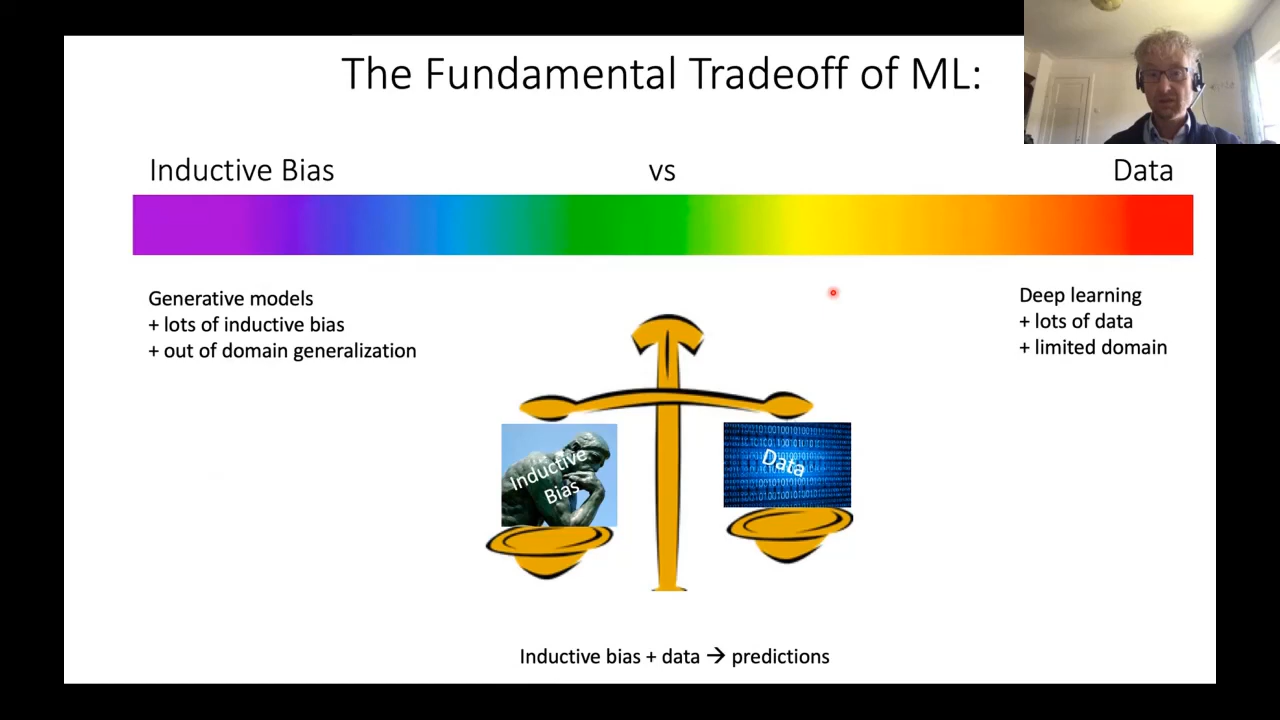 The Fundamental Tradeoff of ML:
Inductive Bias vs Data
Generative models
+ lots of inductive bias
+ out of domain generalization
Deep learning
+ lots of data
+ limited domain
Inductive
Bias
Data
Inductive bias + data → predictions